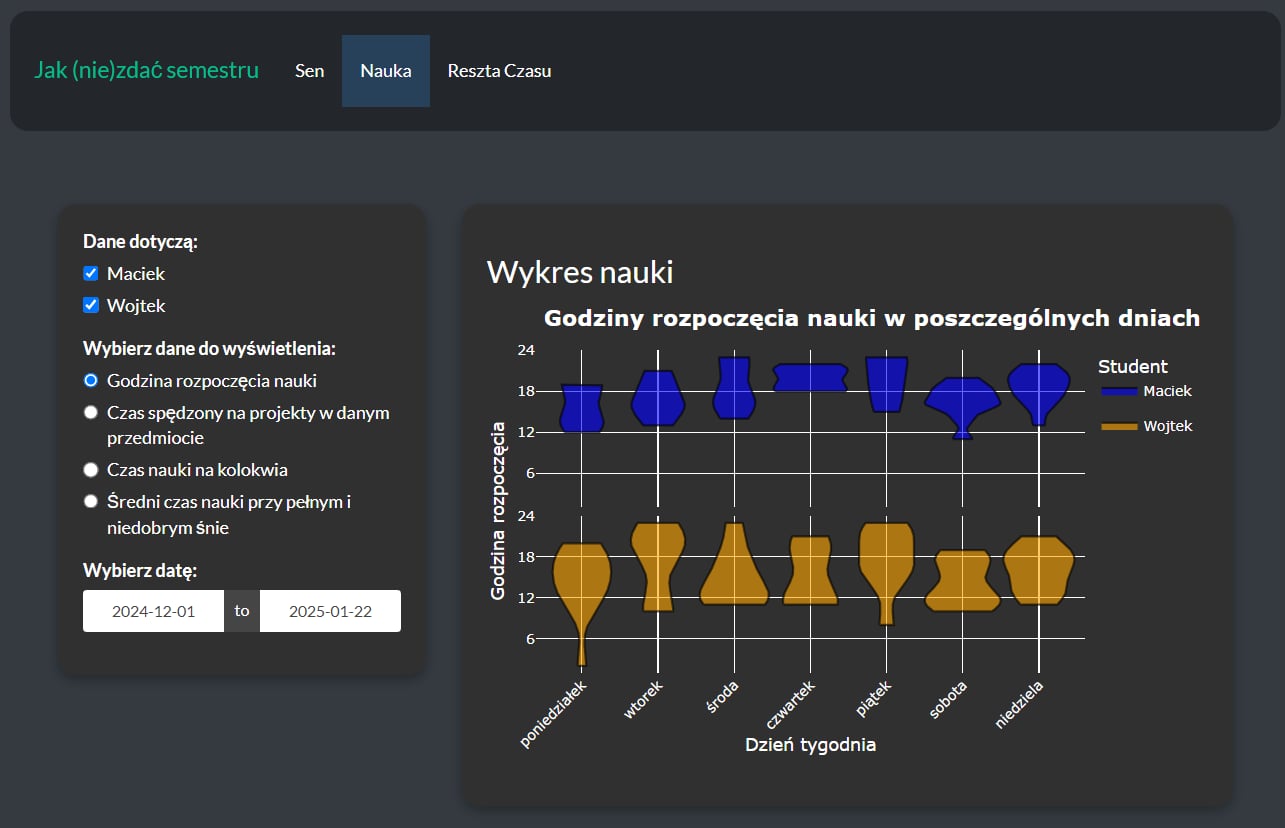 Jak (nie)zdać semestru
Sen
Nauka
Reszta Czasu
Dane dotyczą:
Maciek
Wojtek
Wybierz dane do wyświetlenia:
Godzina rozpoczęcia nauki
Czas spędzony na projekty w danym
przedmiocie
Czas nauki na kolokwia
Średni czas nauki przy pełnym i
niedobrym śnie
Wybierz datę:
2024-12-01 to 2025-01-22
Wykres nauki
Godziny rozpoczęcia nauki w poszczególnych dniach
Godzina rozpoczęcia
24
18
12
6
24
18
12
6
poniedziałek
wtorek
środa
czwartek
piątek
sobota
niedziela
Dzień tygodnia
Student
Maciek
Wojtek